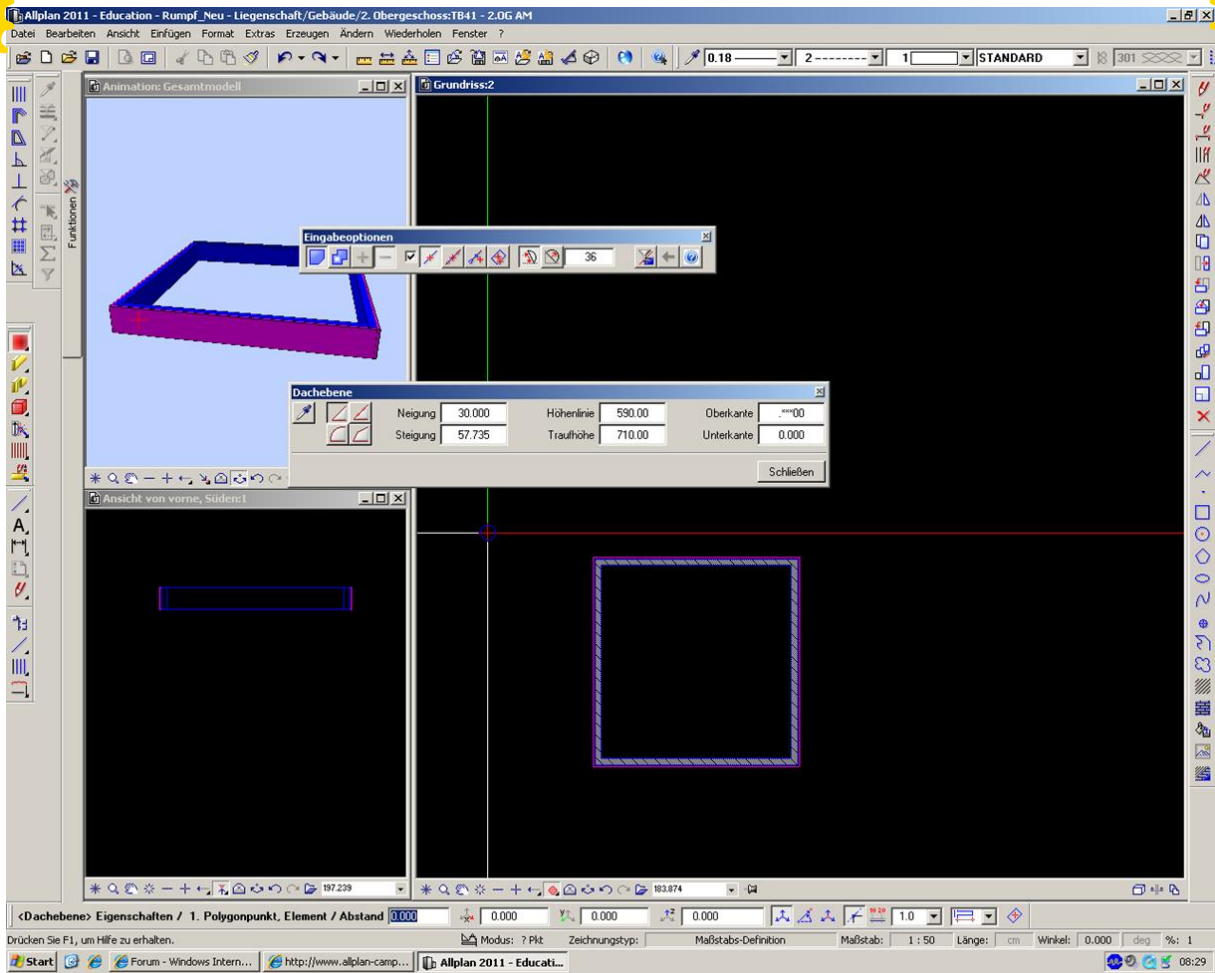 Allplan 2011 - Education - Rumpf_Neu - Liegenschaft/Gebäude/2. Obergeschoss:TB41 - 2.OG AM
Datei Bearbeiten Ansicht Einfügen Format Extras Erzeugen Ändern Wiederholen Fenster ?
0.18 2 1 STANDARD 301
Animation: Gesamtmodell
Grundriss:2
Funktionen
Eingabeoptionen
36
Dachebene
Neigung 30.000 Höhenlinie 590.00 Oberkante .***00
Steigung 57.735 Traufhöhe 710.00 Unterkante 0.000
Schließen
Ansicht von vorne, Süden:1
197.239
183.874
<Dachebene> Eigenschaften / 1. Polygonpunkt, Element / Abstand 0.000 0.000 0.000 0.000 1.0
Drücken Sie F1, um Hilfe zu erhalten. Modus: ? Pkt Zeichnungstyp: Maßstabs-Definition Maßstab: 1 : 50 Länge: cm Winkel: 0.000 deg %: 1
Start Forum - Windows Intern... http://www.allplan-camp... Allplan 2011 - Educati... 08:29